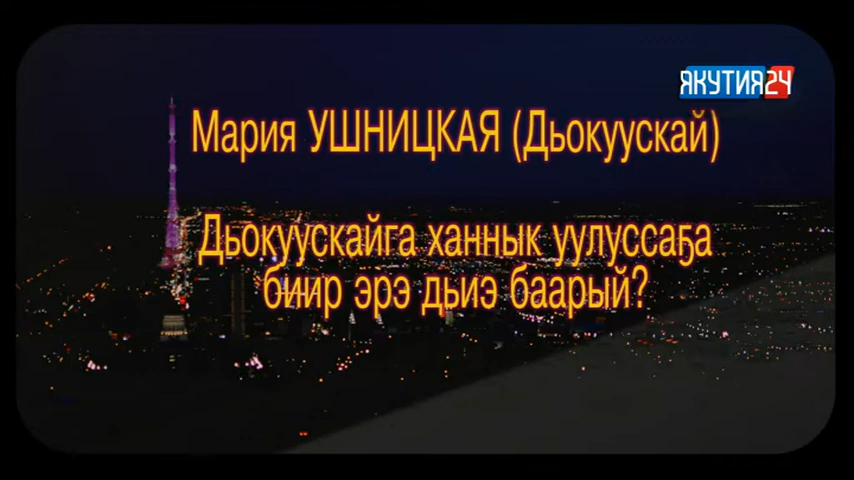 ЯКУТИЯ24
Мария УШНИЦКАЯ (Дьокуускай)
Дьокуускайга ханнык уулуссаҕа
биир эрэ дьиэ баарый?